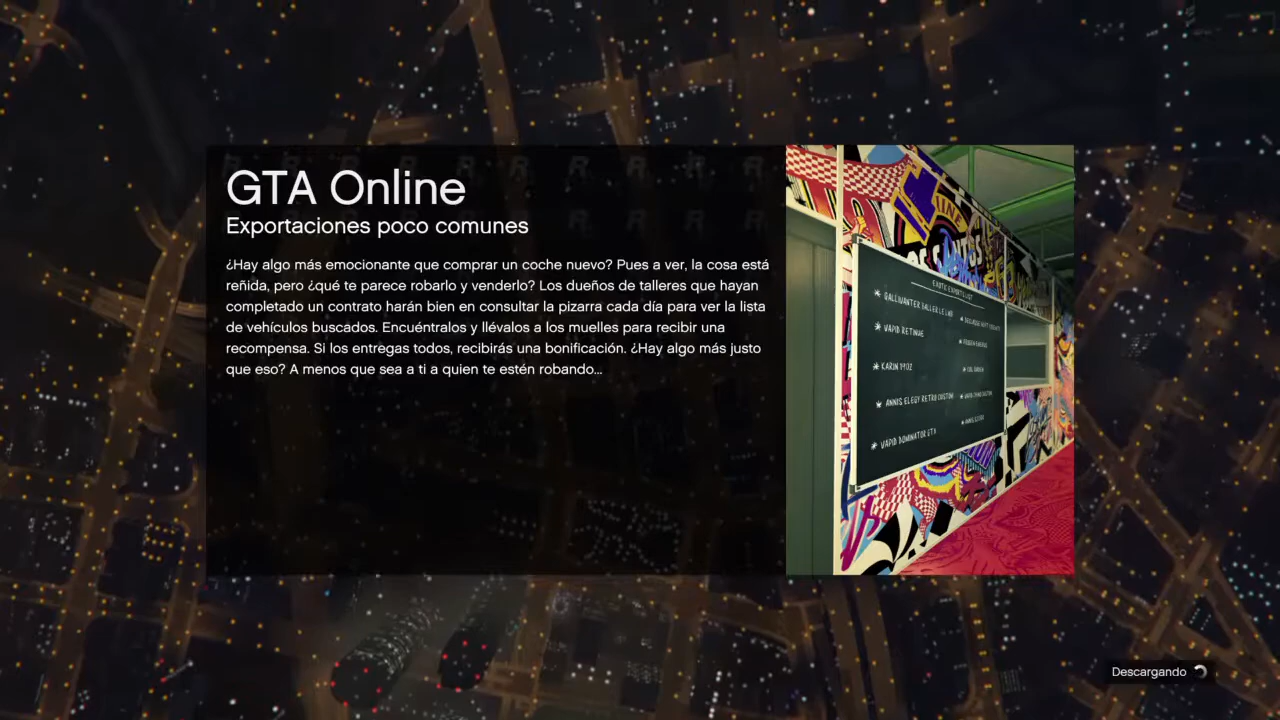 GTA Online
Exportaciones poco comunes
¿Hay algo más emocionante que comprar un coche nuevo? Pues a ver, la cosa está
reñida, pero ¿qué te parece robarlo y venderlo? Los dueños de talleres que hayan
completado un contrato harán bien en consultar la pizarra cada día para ver la lista
de vehículos buscados. Encuéntralos y llévalos a los muelles para recibir una
recompensa. Si los entregas todos, recibirás una bonificación. ¿Hay algo más justo
que eso? A menos que sea a ti a quien te estén robando...
EXOTIC EXPORTS LIST
VAPID RETINUE
KARIN 190Z
ANNIS ELEGY RETRO CUSTOM
VAPID DOMINATOR GTX
Descargando